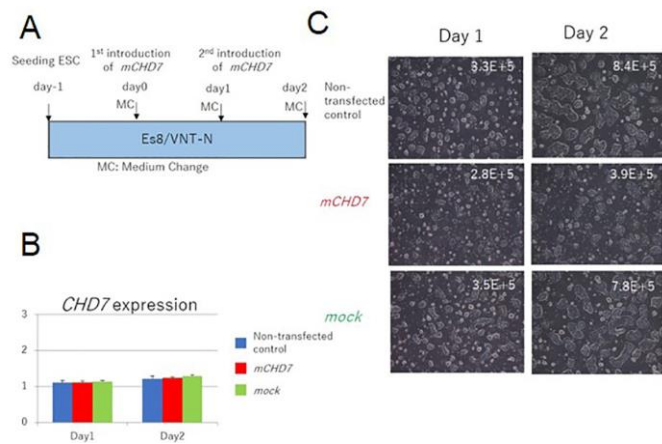 A
Seeding ESC
1st introduction of mCHD7
2nd introduction of mCHD7
day-1
day0
day1
day2
MC
MC
MC
Es8/VNT-N
MC: Medium Change
B
CHD7 expression
3
2
1
0
Day1
Day2
Non-transfected control
mCHD7
mock
C
Day 1
Day 2
Non-transfected control
3.3E+5
8.4E+5
mCHD7
2.8E+5
3.9E+5
mock
3.5E+5
7.8E+5